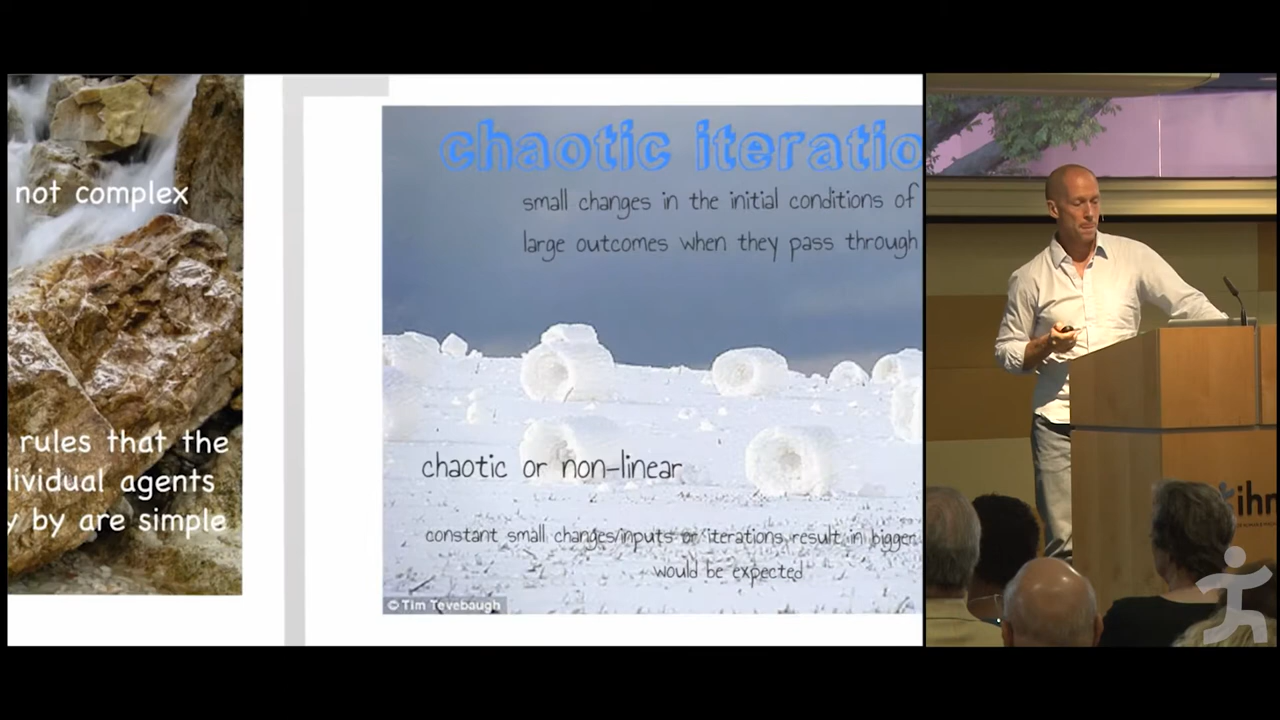 not complex
rules that the
dividual agents
y by are simple
chaotic iteratio
small changes in the initial conditions of
large outcomes when they pass through
chaotic or non-linear
constant small changes/inputs or iterations result in bigger
would be expected
© Tim Tevebaugh
ihm